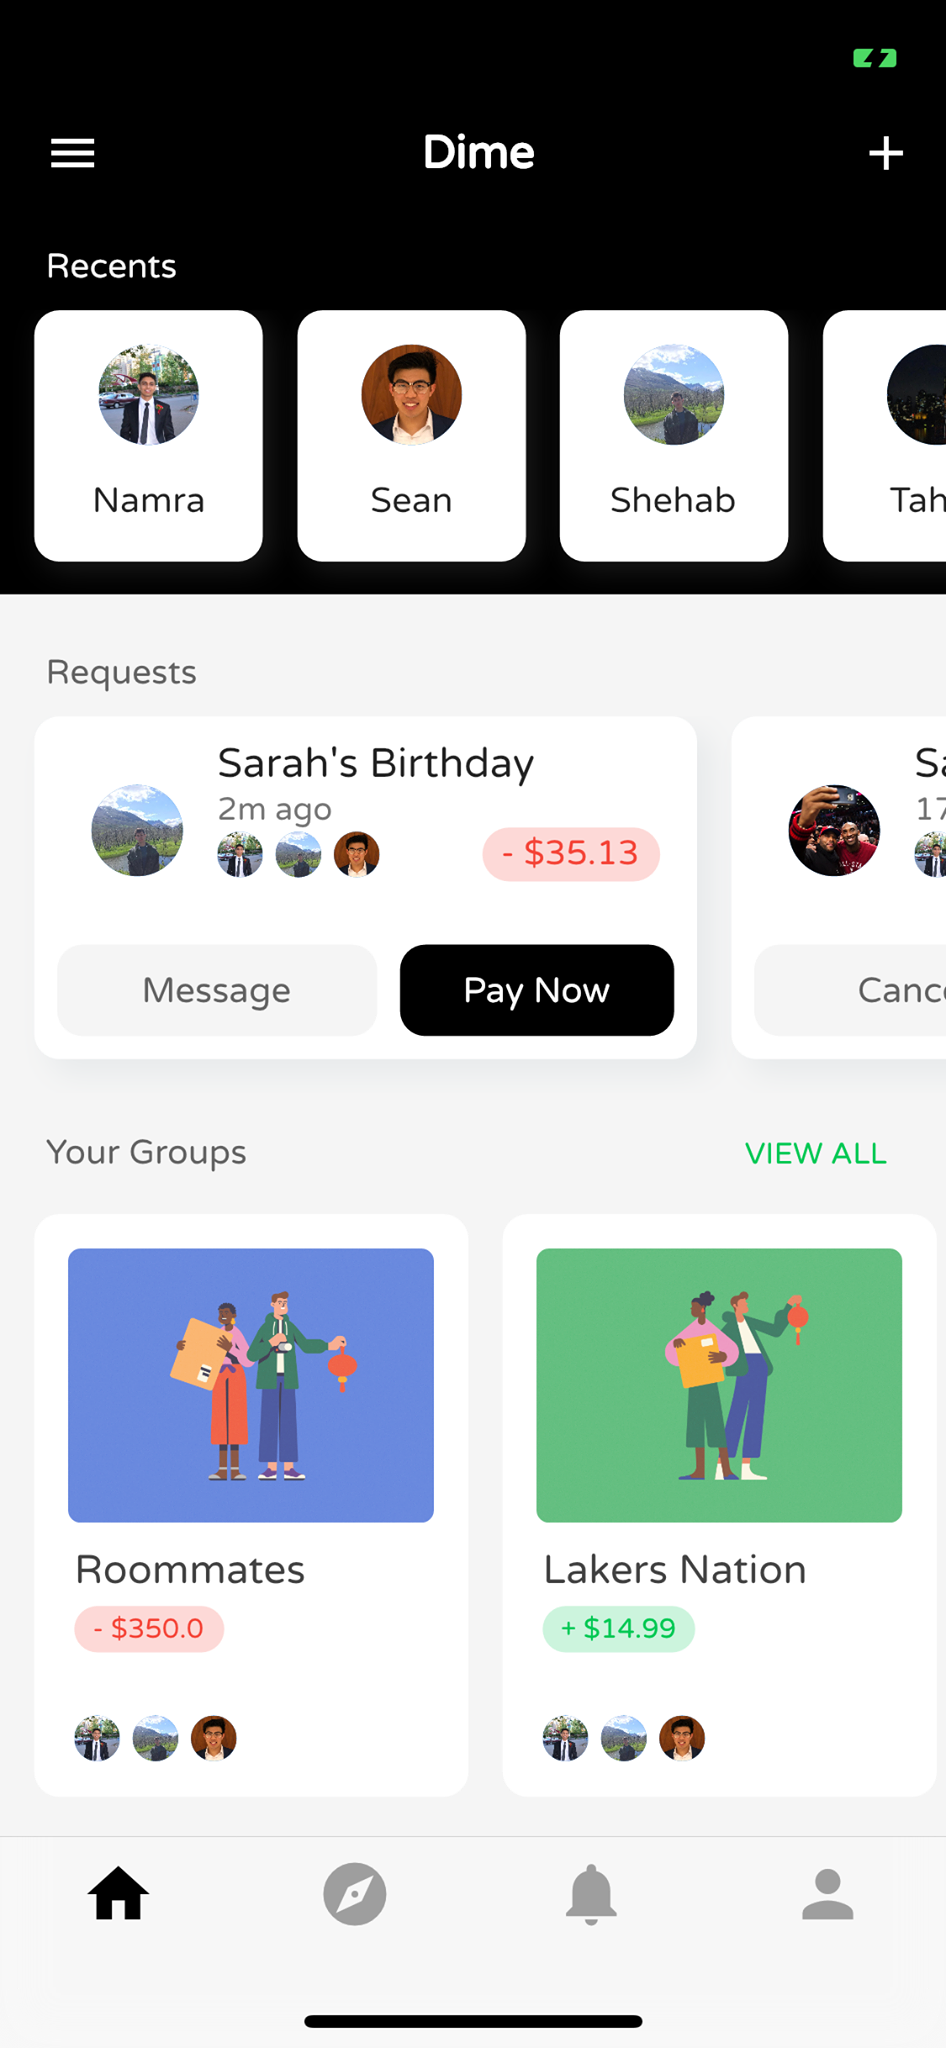 Dime
Recents
Namra
Sean
Shehab
Tah
Requests
Sarah's Birthday
2m ago
- $35.13
Message
Pay Now
Sa
17
Canc
Your Groups
VIEW ALL
Roommates
- $350.0
Lakers Nation
+ $14.99